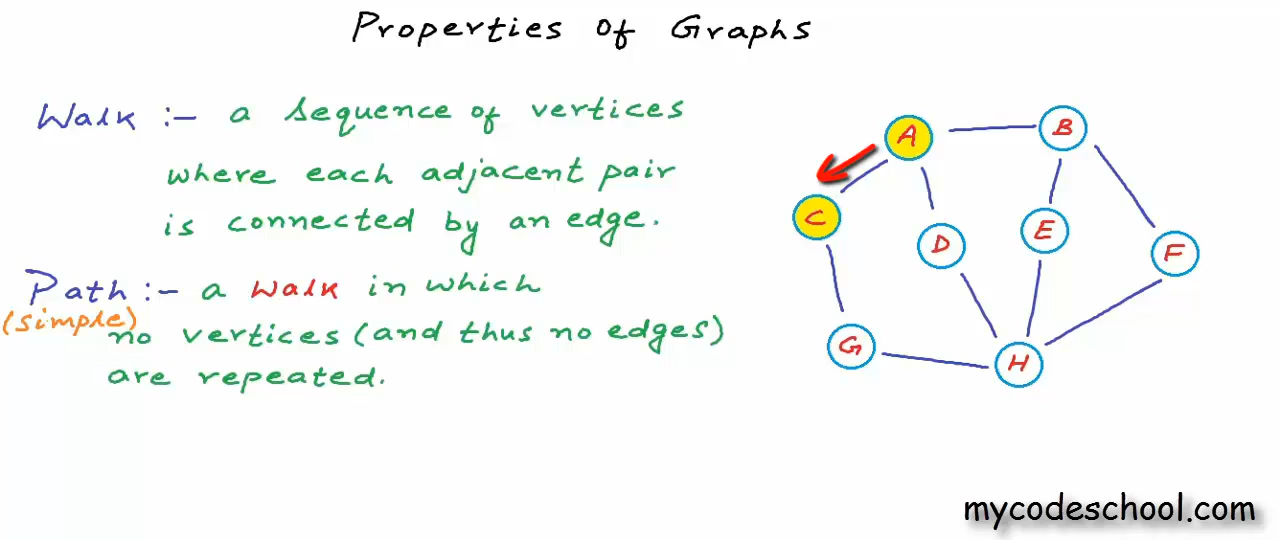 Properties of Graphs
Walk :- a sequence of vertices
where each adjacent pair
is connected by an edge.
Path :- a walk in which
(simple)
no vertices (and thus no edges)
are repeated.
A
B
C
D
E
F
G
H
mycodeschool.com